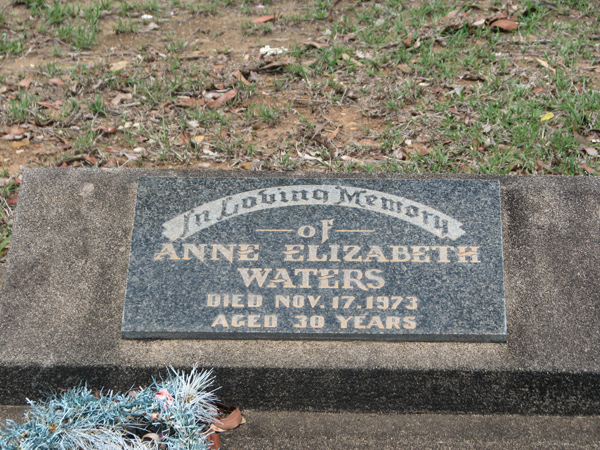 In Loving Memory
of
ANNE ELIZABETH
WATERS
DIED NOV. 17. 1973
AGED 30 YEARS